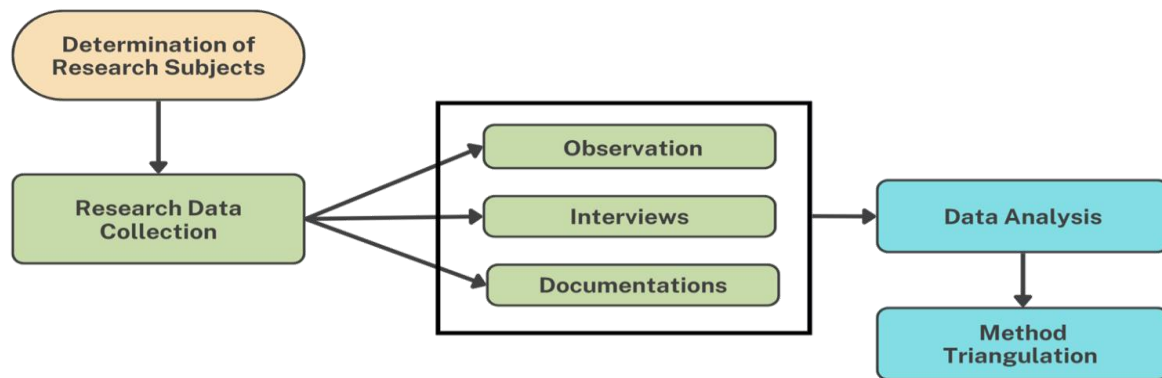 Determination of
Research Subjects
Research Data
Collection
Observation
Interviews
Documentations
Data Analysis
Method
Triangulation